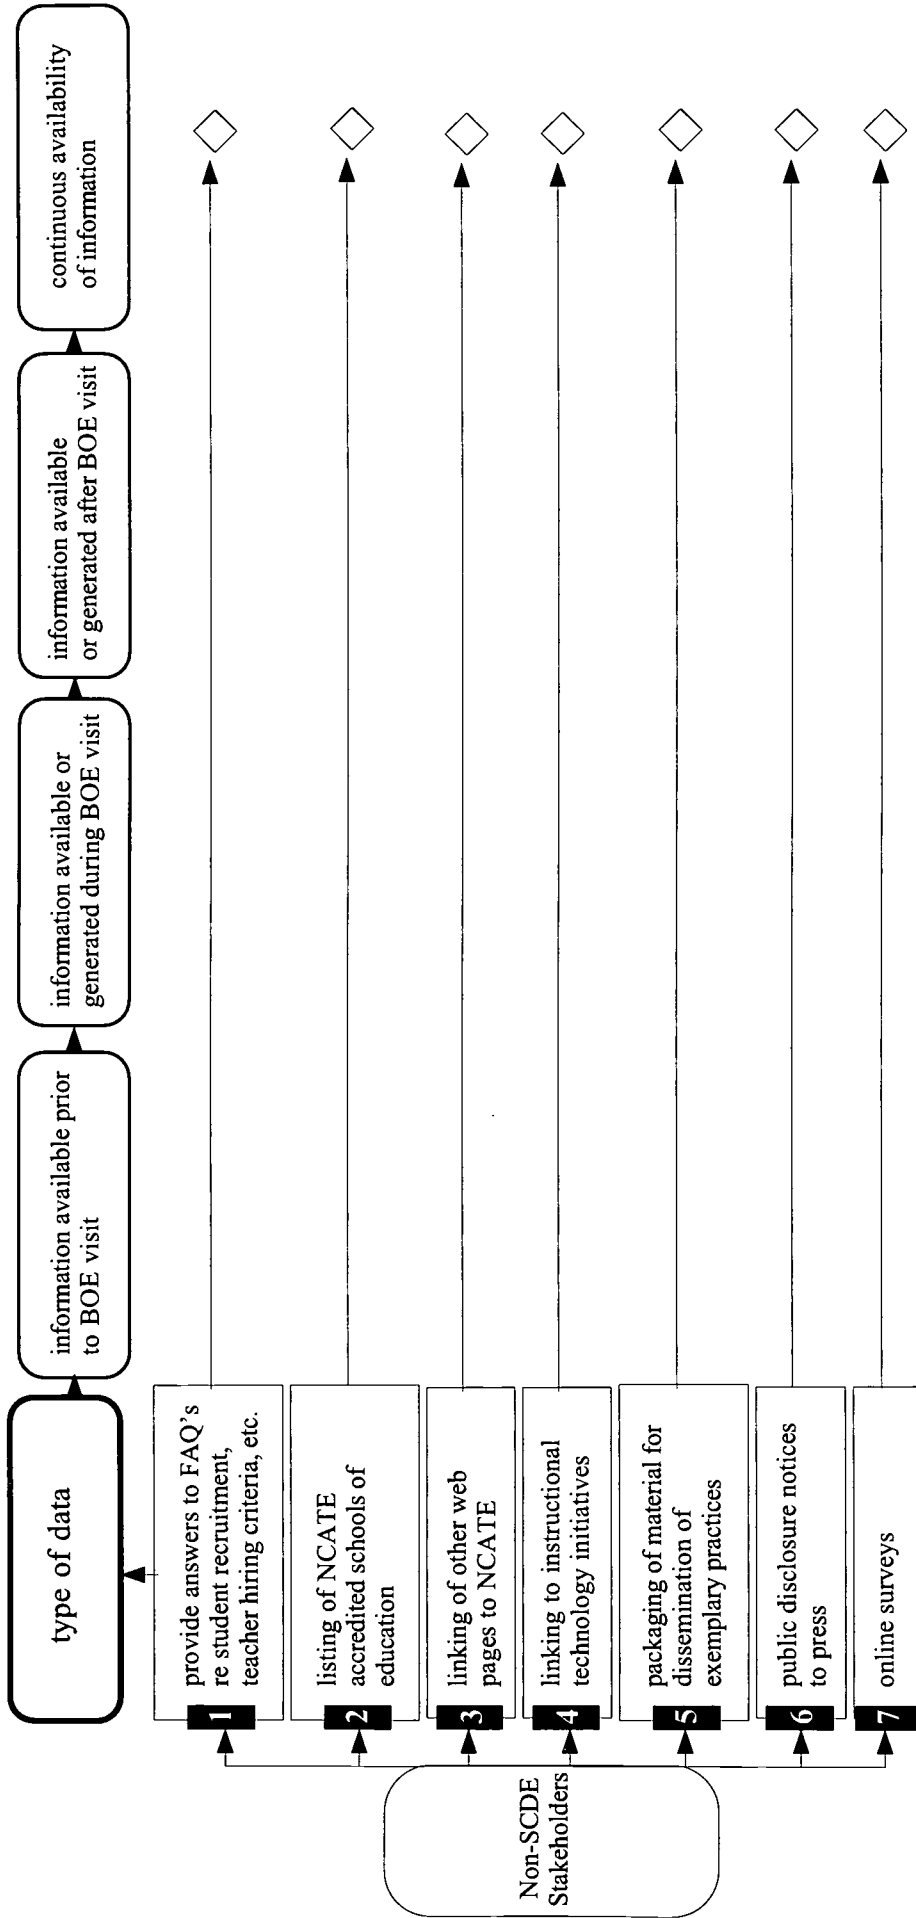 type of data
information available prior
to BOE visit
information available or
generated during BOE visit
information available
or generated after BOE visit
continuous availability
of information
Non-SCDE
Stakeholders
1
provide answers to FAQ's
re student recruitment,
teacher hiring criteria, etc.
2
listing of NCATE
accredited schools of
education
3
linking of other web
pages to NCATE
4
linking to instructional
technology initiatives
5
packaging of material for
dissemination of
exemplary practices
6
public disclosure notices
to press
7
online surveys